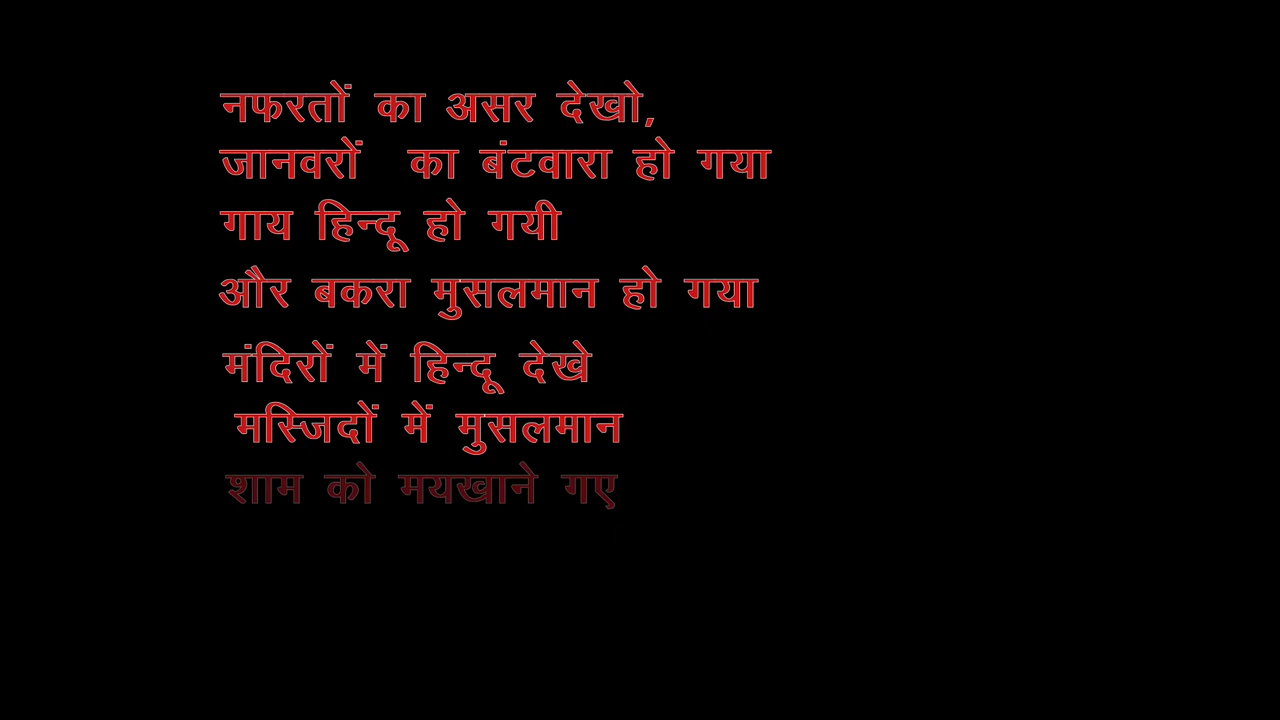 नफरतों का असर देखो,
जानवरों का बंटवारा हो गया
गाय हिन्दू हो गयी
और बकरा मुसलमान हो गया
मंदिरों में हिन्दू देखे
मस्जिदों में मुसलमान
शाम को मयखाने गए